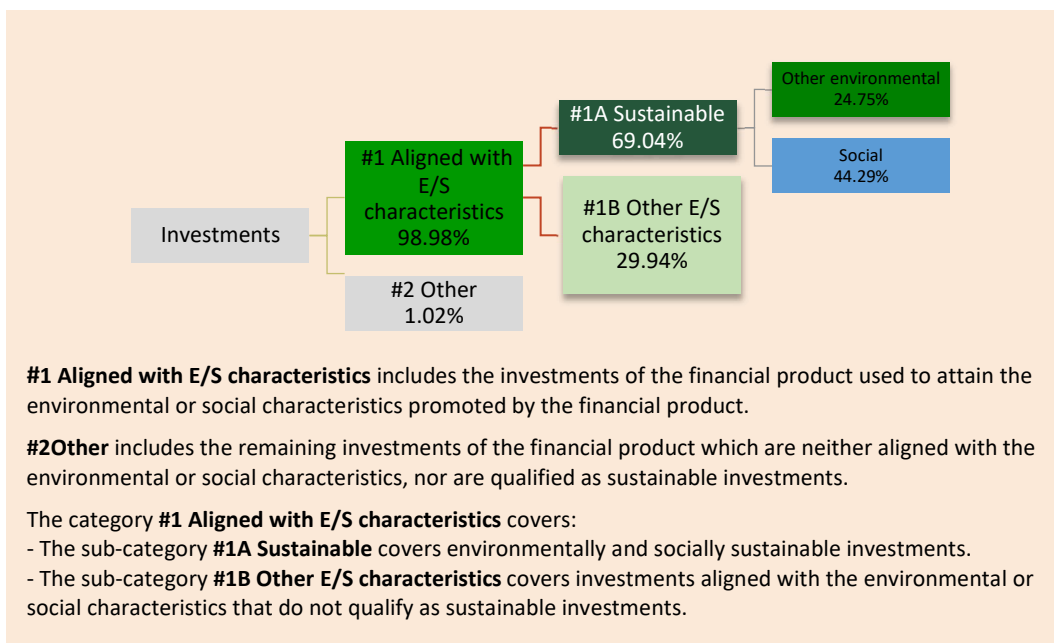 Other environmental
24.75%
#1A Sustainable
69.04%
Social
44.29%
#1 Aligned with
E/S
characteristics
98.98%
#1B Other E/S
characteristics
29.94%
Investments
#2 Other
1.02%
#1 Aligned with E/S characteristics includes the investments of the financial product used to attain the
environmental or social characteristics promoted by the financial product.
#2Other includes the remaining investments of the financial product which are neither aligned with the
environmental or social characteristics, nor are qualified as sustainable investments.
The category #1 Aligned with E/S characteristics covers:
- The sub-category #1A Sustainable covers environmentally and socially sustainable investments.
- The sub-category #1B Other E/S characteristics covers investments aligned with the environmental or
social characteristics that do not qualify as sustainable investments.